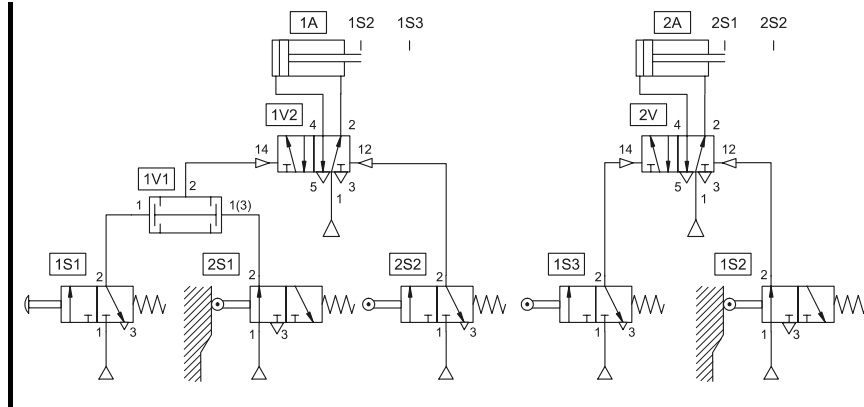 1A 1S2 1S3 2A 2S1 2S2
1V2 4 2 2V 4 2
14 12 14 12
1V1 2 5 3 5 3
1 1(3) 1 1
1S1 2 2S1 2 2S2 2 1S3 2 1S2 2
1 3 1 3 1 3 1 3 1 3